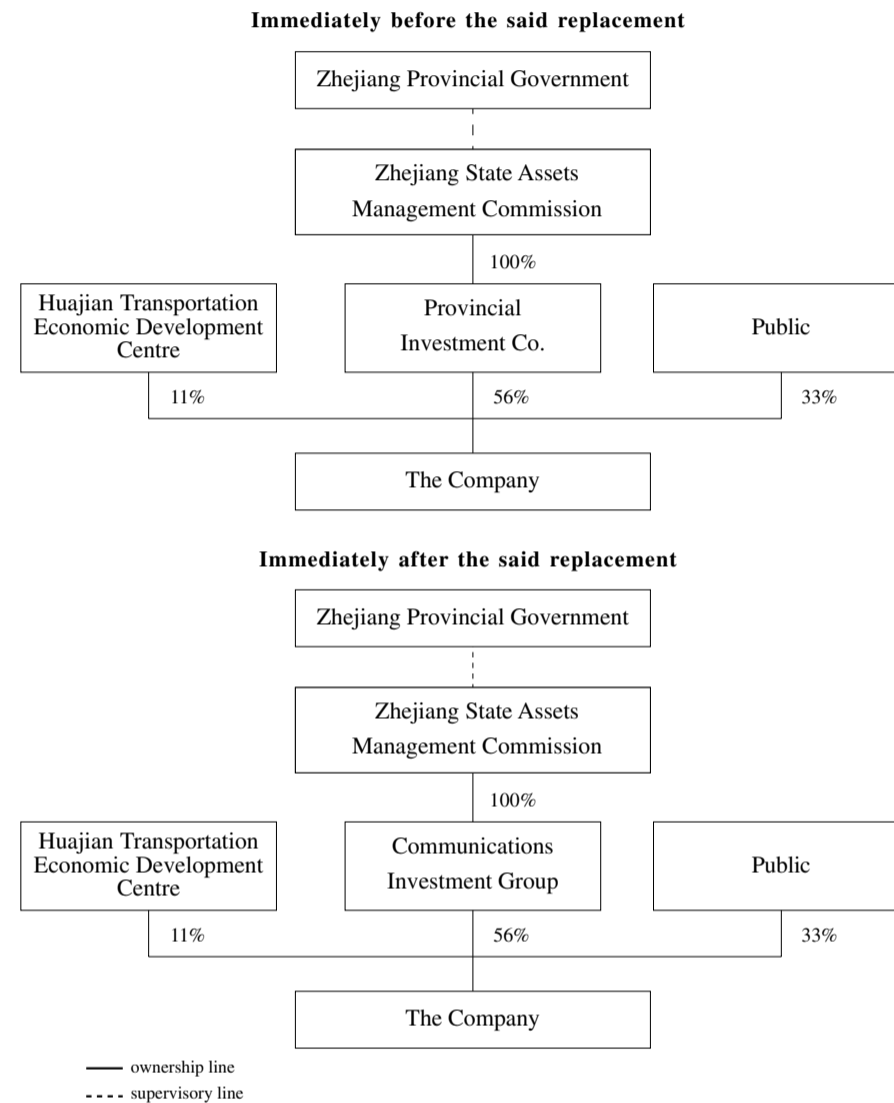 Immediately before the said replacement
Zhejiang Provincial Government
Zhejiang State Assets
Management Commission
100%
Huajian Transportation
Economic Development
Centre
Provincial
Investment Co.
Public
11%
56%
33%
The Company
Immediately after the said replacement
Zhejiang Provincial Government
Zhejiang State Assets
Management Commission
100%
Huajian Transportation
Economic Development
Centre
Communications
Investment Group
Public
11%
56%
33%
The Company
ownership line
supervisory line